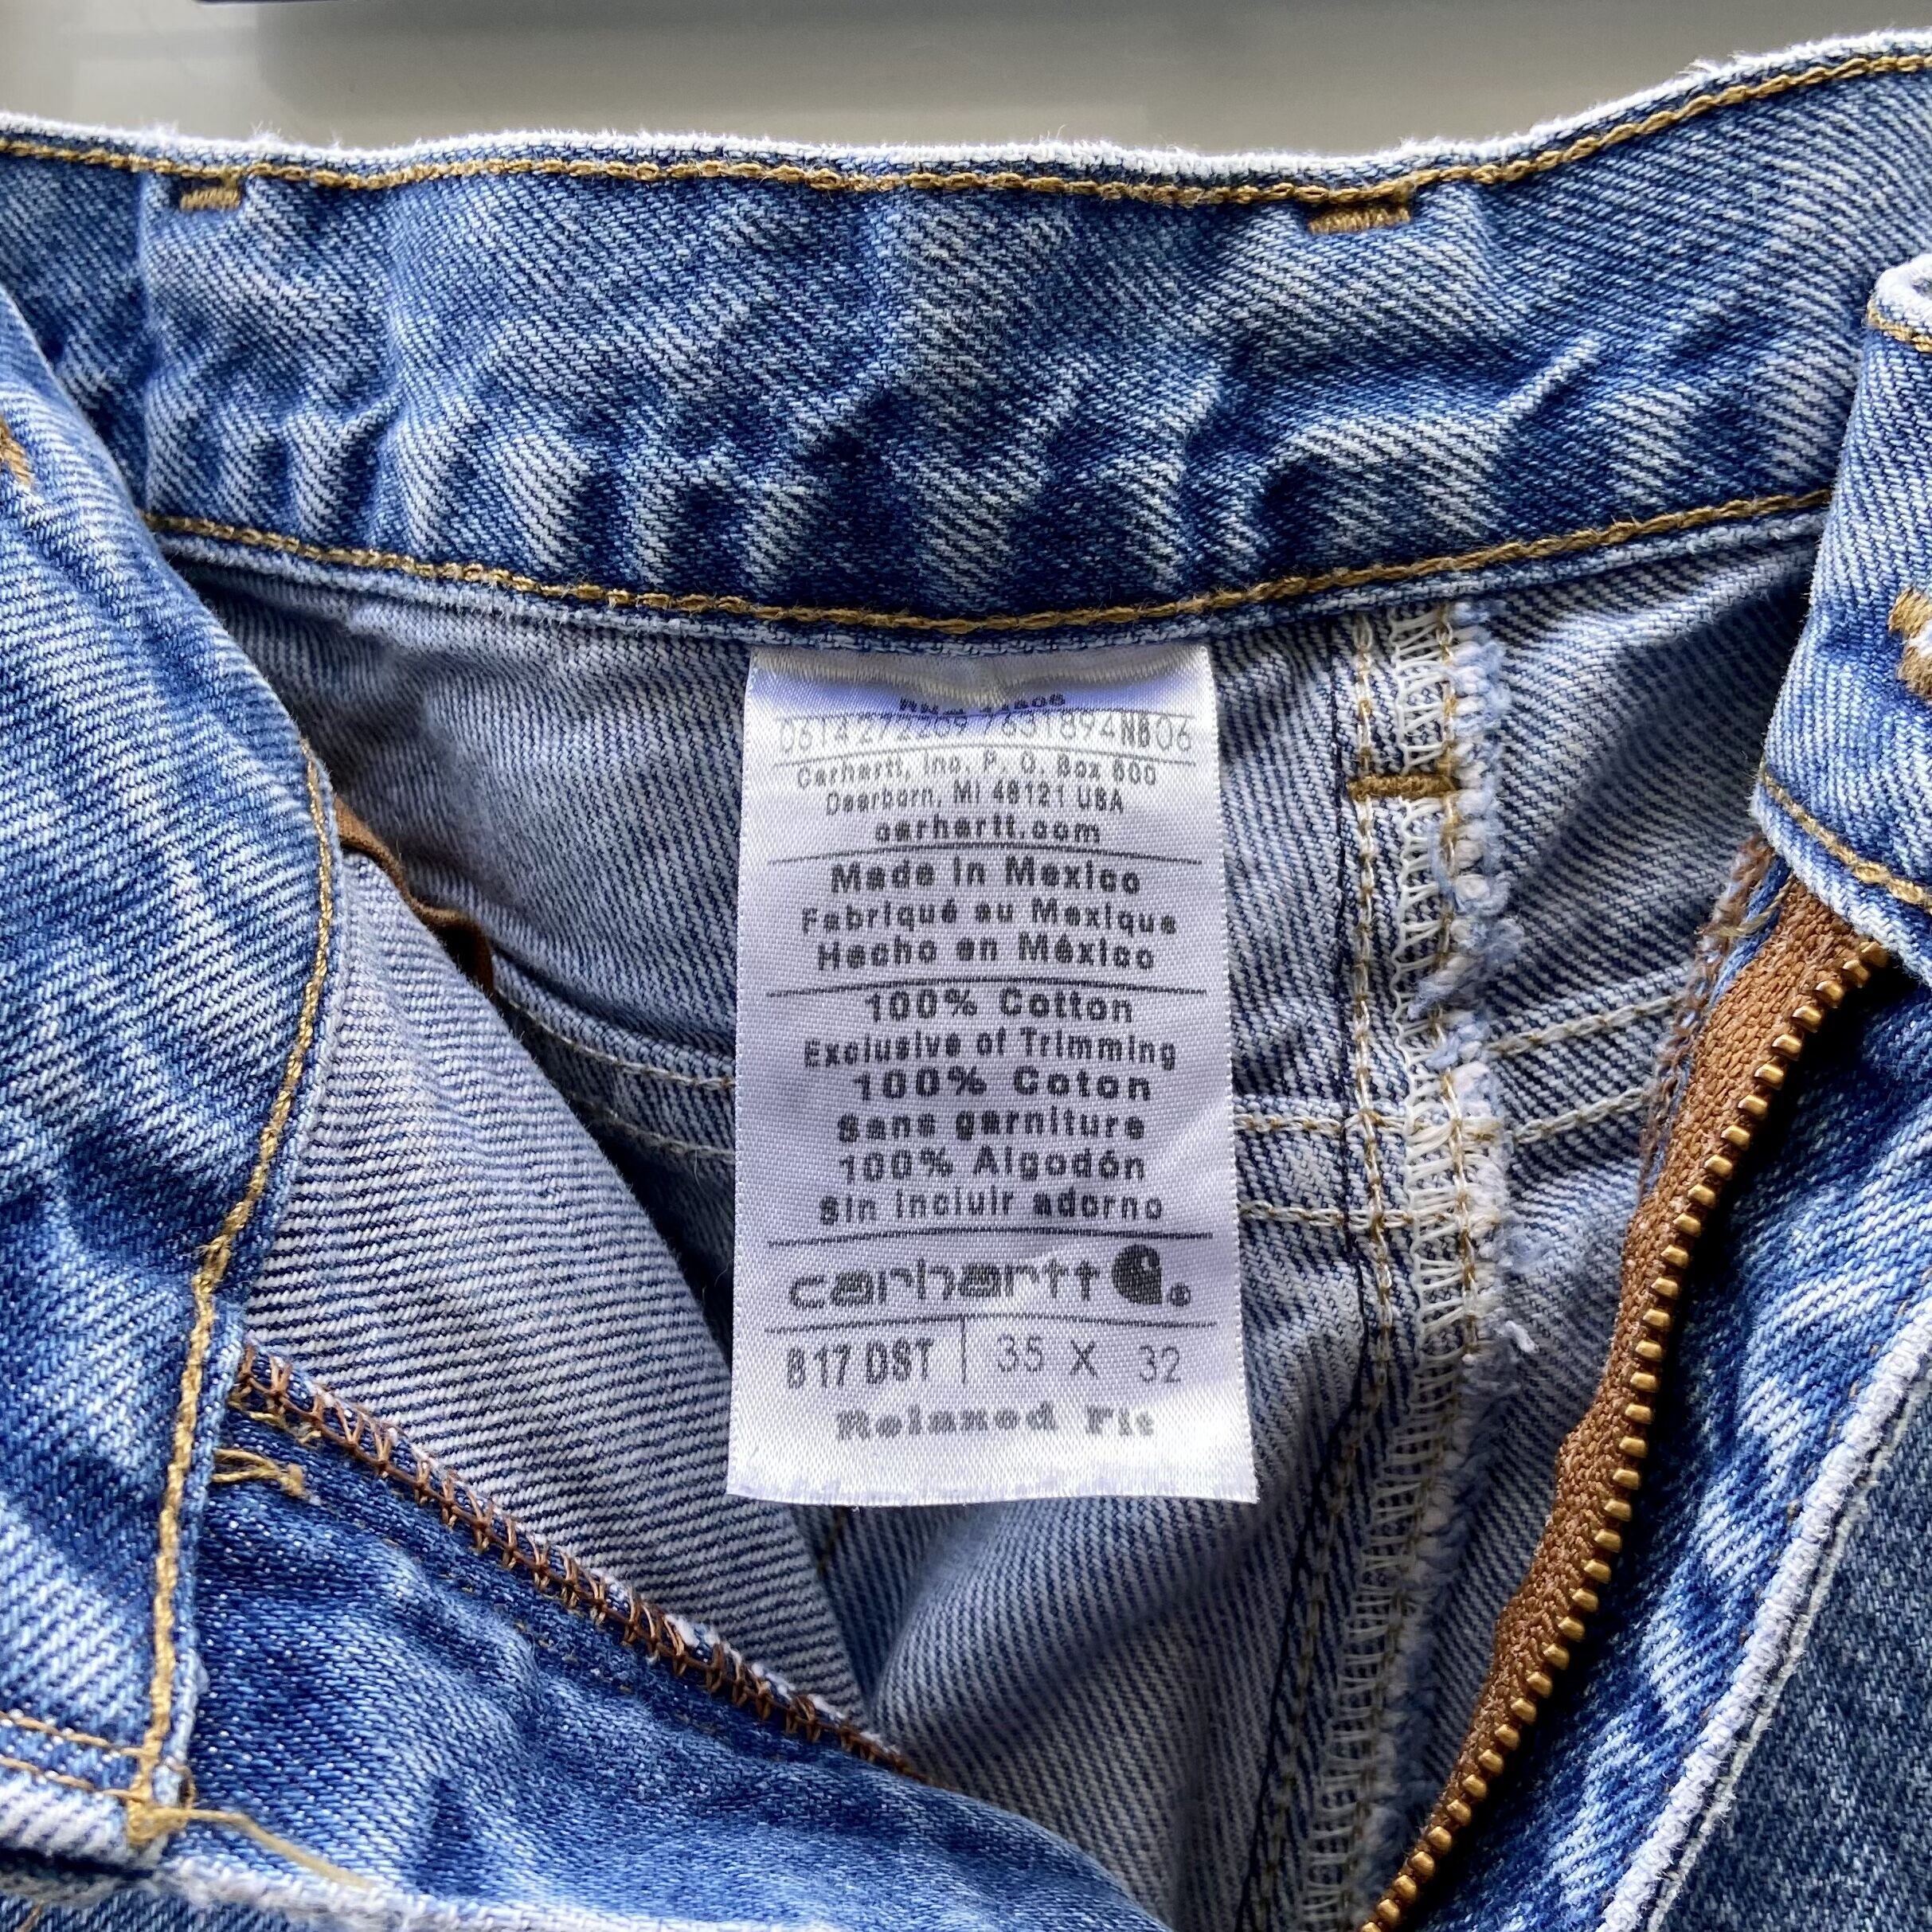 Carhartt, Inc. P. O. Box 600
Dearborn, MI 48121 USA
carhartt.com
Made in Mexico
Fabriqué au Mexique
Hecho en México
100% Cotton
Exclusive of Trimming
100% Coton
Sans garniture
100% Algodón
Sin incluir adorno
carhartt ®
B17 DST | 35 X 32
Relaxed Fit